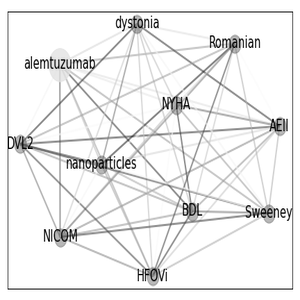 dystonia
Romanian
alemtuzumab
NYHA
AEII
DVL2
nanoparticles
BDL
Sweeney
NICOM
HFOVi